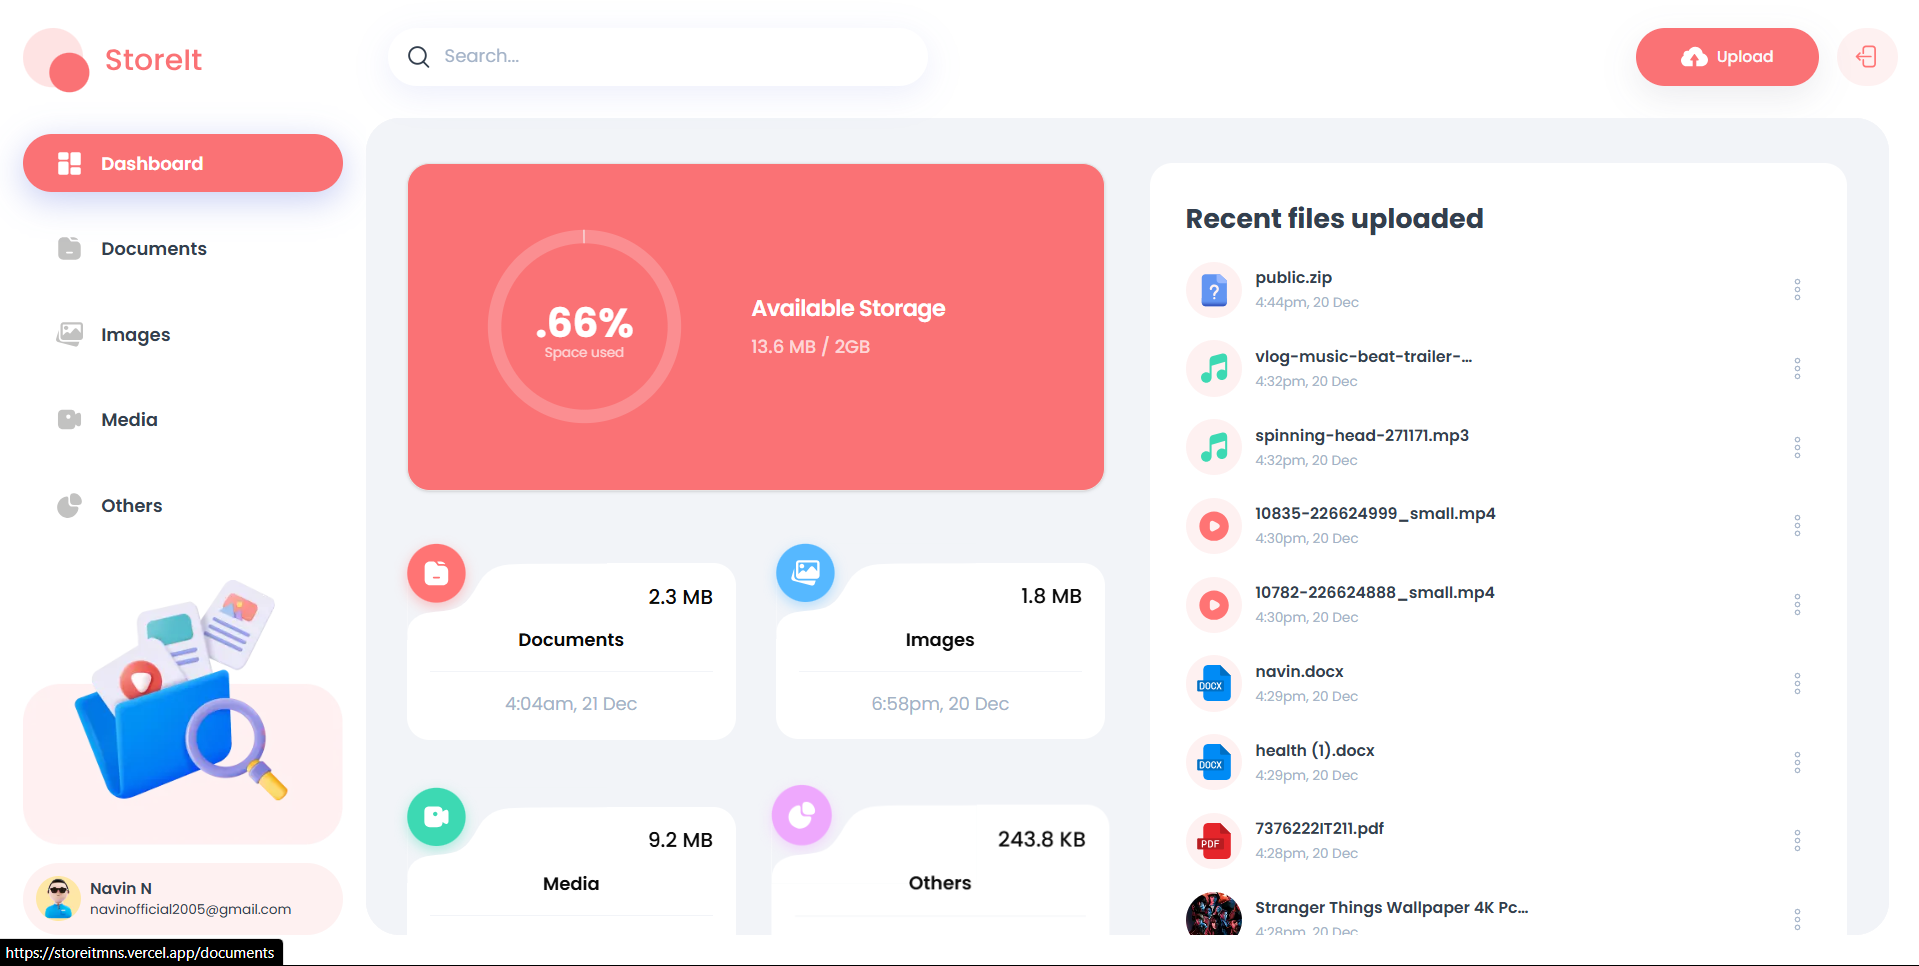 StoreIt
Search...
Upload
Dashboard
Documents
Images
Media
Others
Navin N
navinofficial2005@gmail.com
.66%
Space used
Available Storage
13.6 MB / 2GB
2.3 MB
Documents
4:04am, 21 Dec
1.8 MB
Images
6:58pm, 20 Dec
9.2 MB
Media
243.8 KB
Others
Recent files uploaded
public.zip
4:44pm, 20 Dec
vlog-music-beat-trailer-...
4:32pm, 20 Dec
spinning-head-271171.mp3
4:32pm, 20 Dec
10835-226624999_small.mp4
4:30pm, 20 Dec
10782-226624888_small.mp4
4:30pm, 20 Dec
DOCX
navin.docx
4:29pm, 20 Dec
DOCX
health (1).docx
4:29pm, 20 Dec
PDF
7376222IT211.pdf
4:28pm, 20 Dec
Stranger Things Wallpaper 4K Pc...
4:28pm, 20 Dec
https://storeitmns.vercel.app/documents